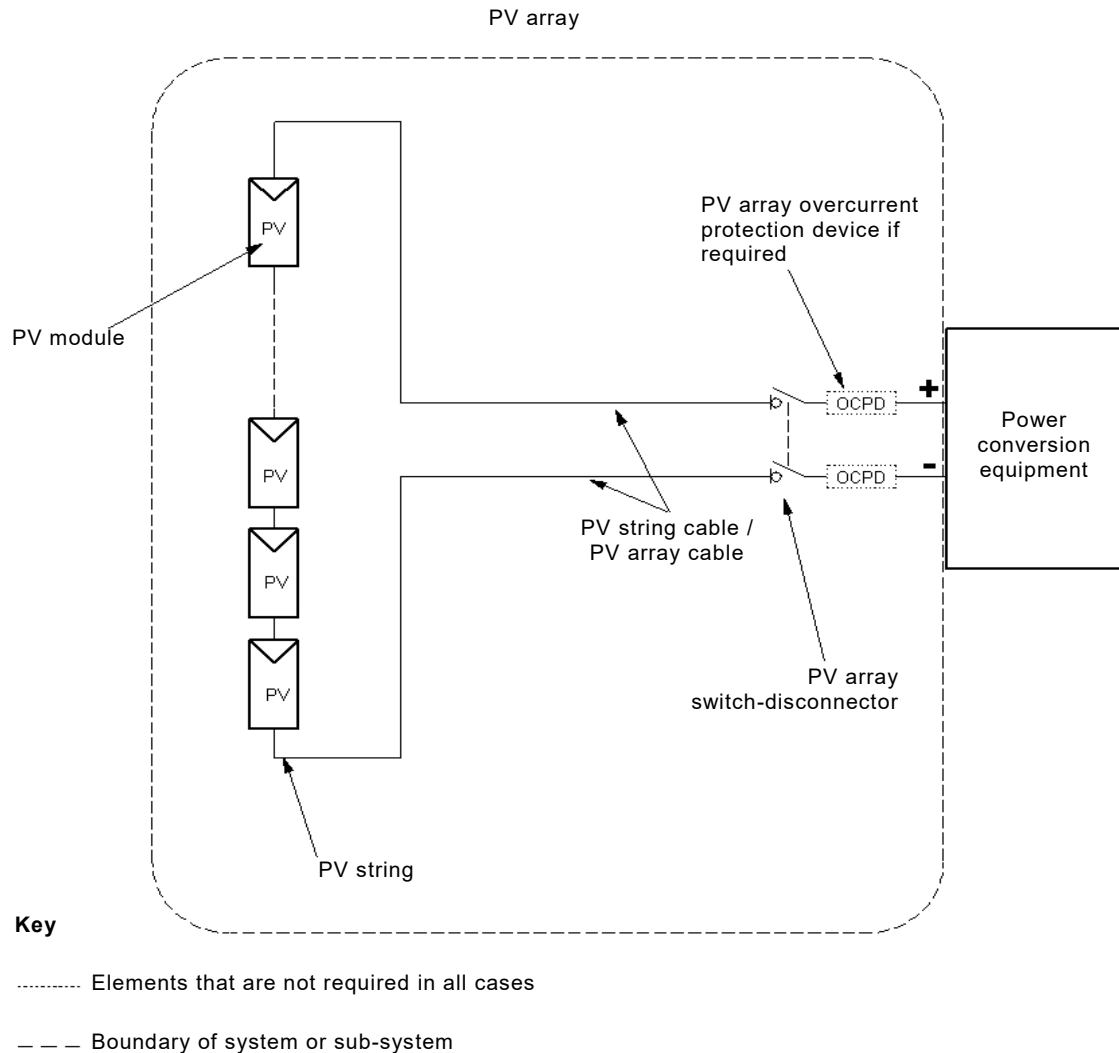 PV array
PV
PV array overcurrent
protection device if
required
PV module
+
OCPD
Power
conversion
equipment
PV
-
OCPD
PV string cable /
PV array cable
PV
PV
PV array
switch-disconnector
PV string
Key
Elements that are not required in all cases
Boundary of system or sub-system